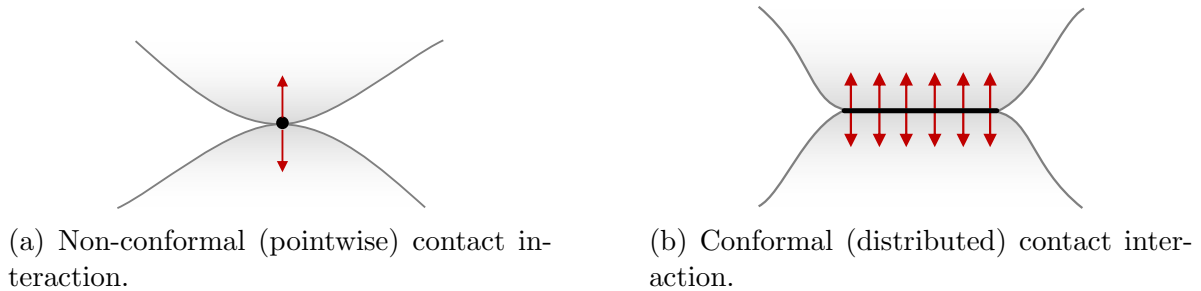 (a) Non-conformal (pointwise) contact in-
teraction.
(b) Conformal (distributed) contact inter-
action.